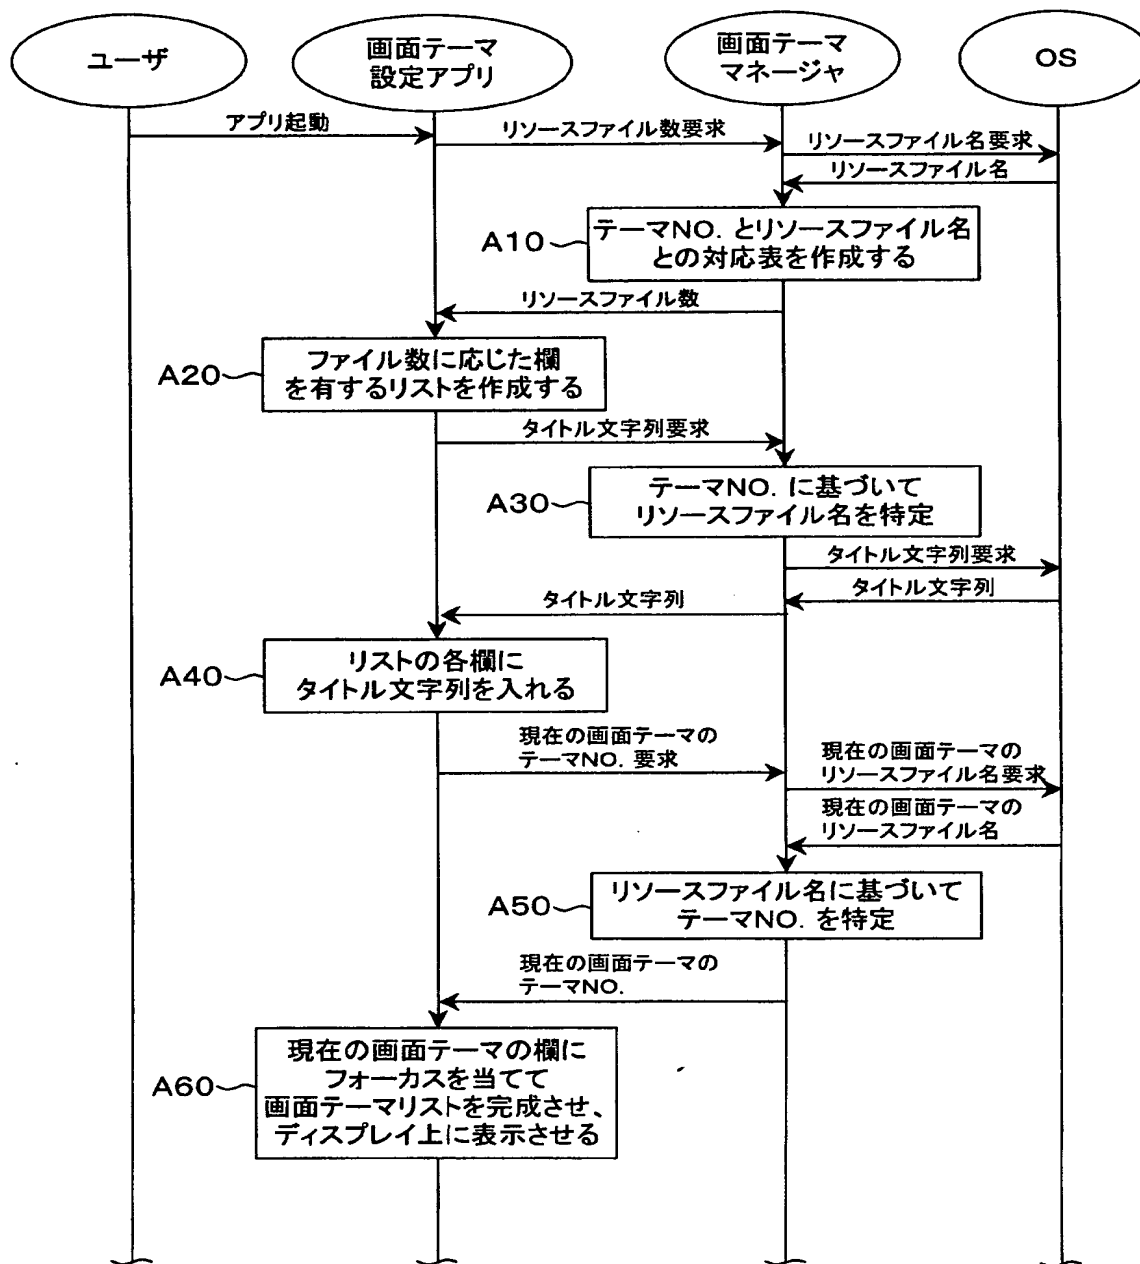 ユーザ
画面テーマ
設定アプリ
画面テーマ
マネージャ
OS
アプリ起動
リソースファイル数要求
リソースファイル名要求
リソースファイル名
A10
テーマNO. とリソースファイル名
との対応表を作成する
リソースファイル数
A20
ファイル数に応じた欄
を有するリストを作成する
タイトル文字列要求
A30
テーマNO. に基づいて
リソースファイル名を特定
タイトル文字列要求
タイトル文字列
タイトル文字列
A40
リストの各欄に
タイトル文字列を入れる
現在の画面テーマの
テーマNO. 要求
現在の画面テーマの
リソースファイル名要求
現在の画面テーマの
リソースファイル名
A50
リソースファイル名に基づいて
テーマNO. を特定
現在の画面テーマの
テーマNO.
A60
現在の画面テーマの欄に
フォーカスを当てて
画面テーマリストを完成させ、
ディスプレイ上に表示させる